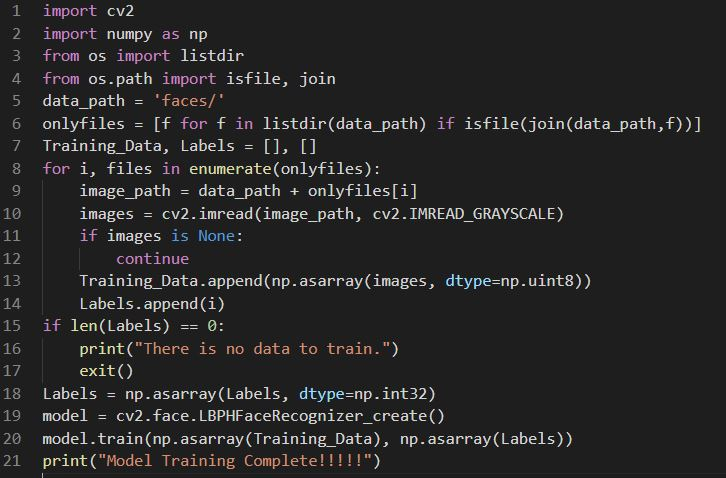 1 import cv2
2 import numpy as np
3 from os import listdir
4 from os.path import isfile, join
5 data_path = 'faces/'
6 onlyfiles = [f for f in listdir(data_path) if isfile(join(data_path,f))]
7 Training_Data, Labels = [], []
8 for i, files in enumerate(onlyfiles):
9     image_path = data_path + onlyfiles[i]
10     images = cv2.imread(image_path, cv2.IMREAD_GRAYSCALE)
11     if images is None:
12         continue
13     Training_Data.append(np.asarray(images, dtype=np.uint8))
14     Labels.append(i)
15 if len(Labels) == 0:
16     print("There is no data to train.")
17     exit()
18 Labels = np.asarray(Labels, dtype=np.int32)
19 model = cv2.face.LBPHFaceRecognizer_create()
20 model.train(np.asarray(Training_Data), np.asarray(Labels))
21 print("Model Training Complete!!!!!")